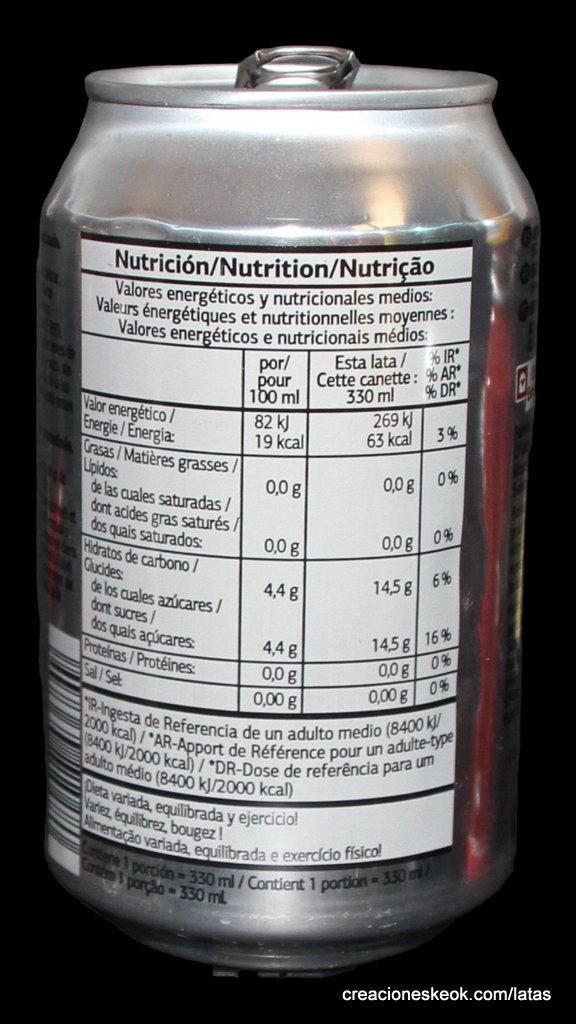 Nutrición/Nutrition/Nutrição
Valores energéticos y nutricionales medios:
Valeurs énergétiques et nutritionnelles moyennes :
Valores energéticos e nutricionais médios:
por/ pour 100 ml
Esta lata / Cette canette : 330 ml
% IR* % AR* % DR*
Valor energético /
Energie / Energia:
82 kJ 269 kJ
19 kcal 63 kcal 3 %
Grasas / Matières grasses /
Lípidos: 0,0 g 0,0 g 0 %
de las cuales saturadas /
dont acides gras saturés /
dos quais saturados: 0,0 g 0,0 g 0 %
Hidratos de carbono /
Glucides: 4,4 g 14,5 g 6 %
de los cuales azúcares /
dont sucres /
dos quais açúcares: 4,4 g 14,5 g 16 %
Proteínas / Protéines: 0,0 g 0,0 g 0 %
Sal / Sel: 0,00 g 0,00 g 0 %
*IR-Ingesta de Referencia de un adulto medio (8400 kJ/
2000 kcal) / *AR-Apport de Référence pour un adulte-type
(8400 kJ/2000 kcal) / *DR-Dose de referência para um
adulto médio (8400 kJ/2000 kcal)
¡Dieta variada, equilibrada y ejercicio!
Variez, équilibrez, bougez !
Alimentação variada, equilibrada e exercício físico!
Contiene 1 porción = 330 ml / Contient 1 portion = 330 ml /
Contém 1 porção = 330 ml.
creacioneskeok.com/latas